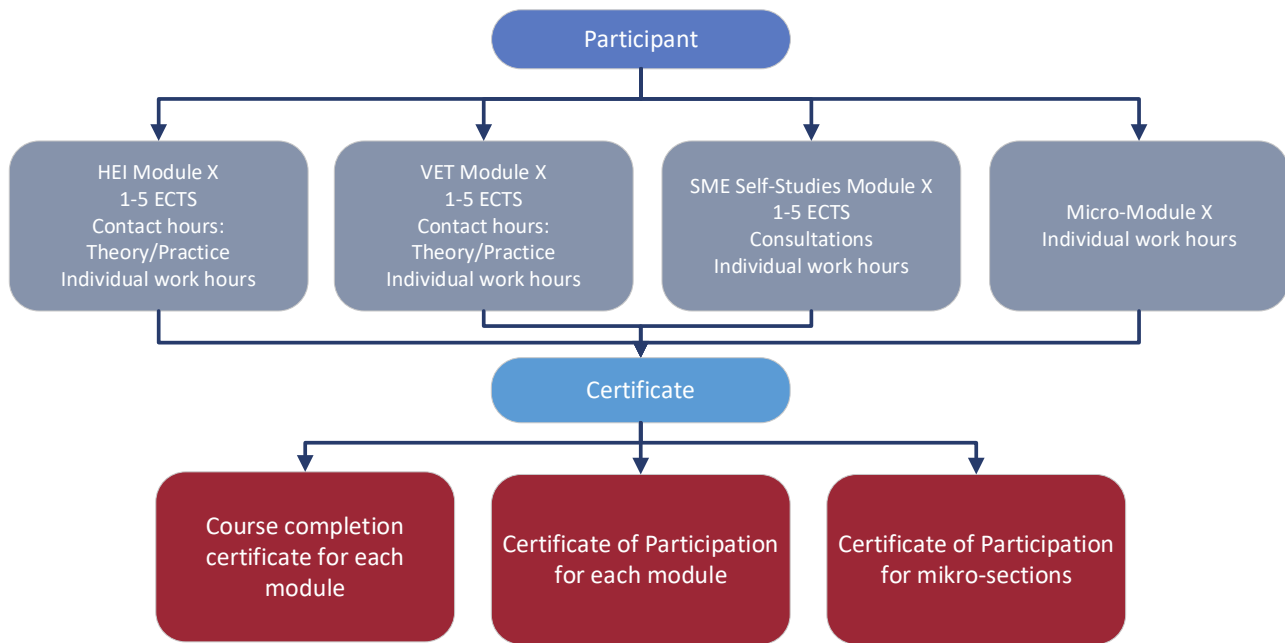 Participant
HEI Module X
1-5 ECTS
Contact hours:
Theory/Practice
Individual work hours
VET Module X
1-5 ECTS
Contact hours:
Theory/Practice
Individual work hours
SME Self-Studies Module X
1-5 ECTS
Consultations
Individual work hours
Micro-Module X
Individual work hours
Certificate
Course completion
certificate for each
module
Certificate of Participation
for each module
Certificate of Participation
for mikro-sections